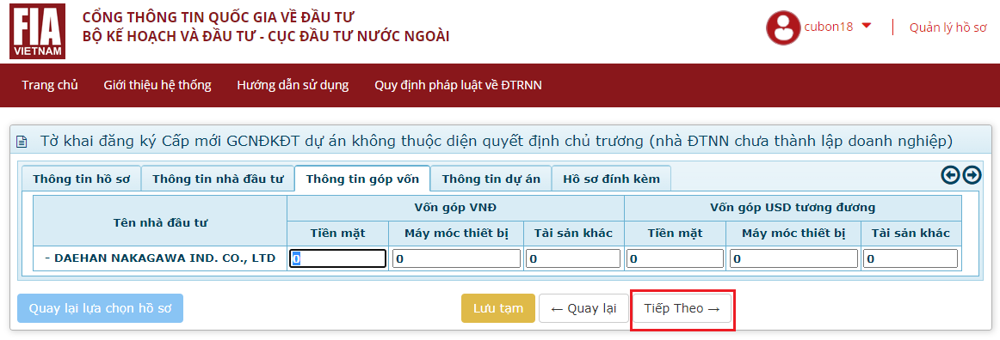 FIA
VIETNAM
CỔNG THÔNG TIN QUỐC GIA VỀ ĐẦU TƯ
BỘ KẾ HOẠCH VÀ ĐẦU TƯ - CỤC ĐẦU TƯ NƯỚC NGOÀI
cubon18
Quản lý hồ sơ
Trang chủ Giới thiệu hệ thống Hướng dẫn sử dụng Quy định pháp luật về ĐTRNN
Tờ khai đăng ký Cấp mới GCNĐKĐT dự án không thuộc diện quyết định chủ trương (nhà ĐTNN chưa thành lập doanh nghiệp)
Thông tin hồ sơ Thông tin nhà đầu tư Thông tin góp vốn Thông tin dự án Hồ sơ đính kèm
Tên nhà đầu tư Vốn góp VNĐ Vốn góp USD tương đương
Tiền mặt Máy móc thiết bị Tài sản khác Tiền mặt Máy móc thiết bị Tài sản khác
- DAEHAN NAKAGAWA IND. CO., LTD 0 0 0 0 0 0
Quay lại lựa chọn hồ sơ Lưu tạm ← Quay lại Tiếp Theo →